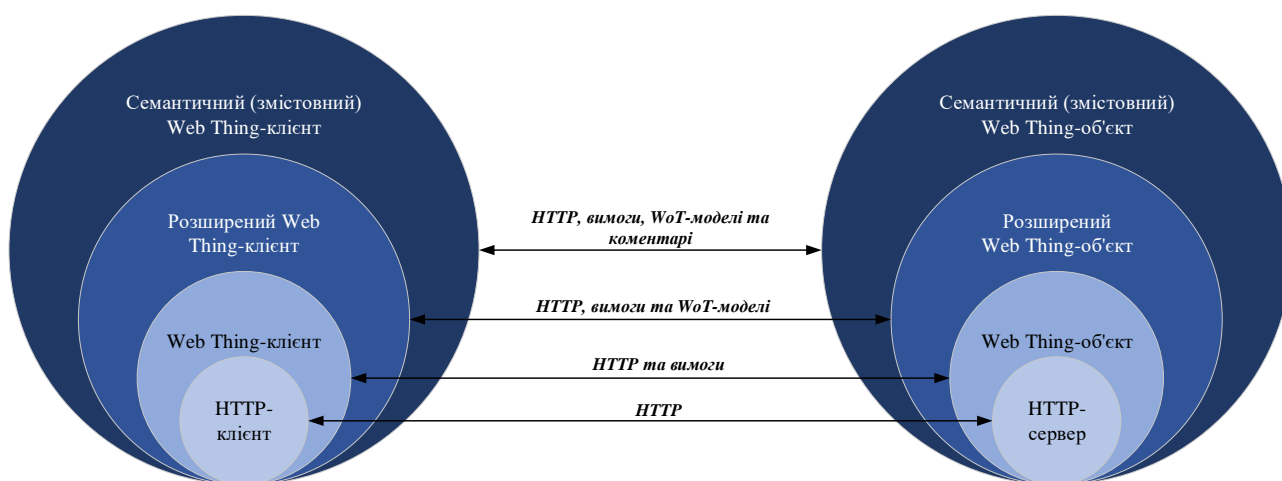 Семантичний (змістовний)
Web Thing-клієнт
Розширений Web
Thing-клієнт
Web Thing-клієнт
HTTP-
клієнт
HTTP, вимоги, WoT-моделі та
коментарі
HTTP, вимоги та WoT-моделі
HTTP та вимоги
HTTP
Семантичний (змістовний)
Web Thing-об'єкт
Розширений
Web Thing-об'єкт
Web Thing-об'єкт
HTTP-
сервер